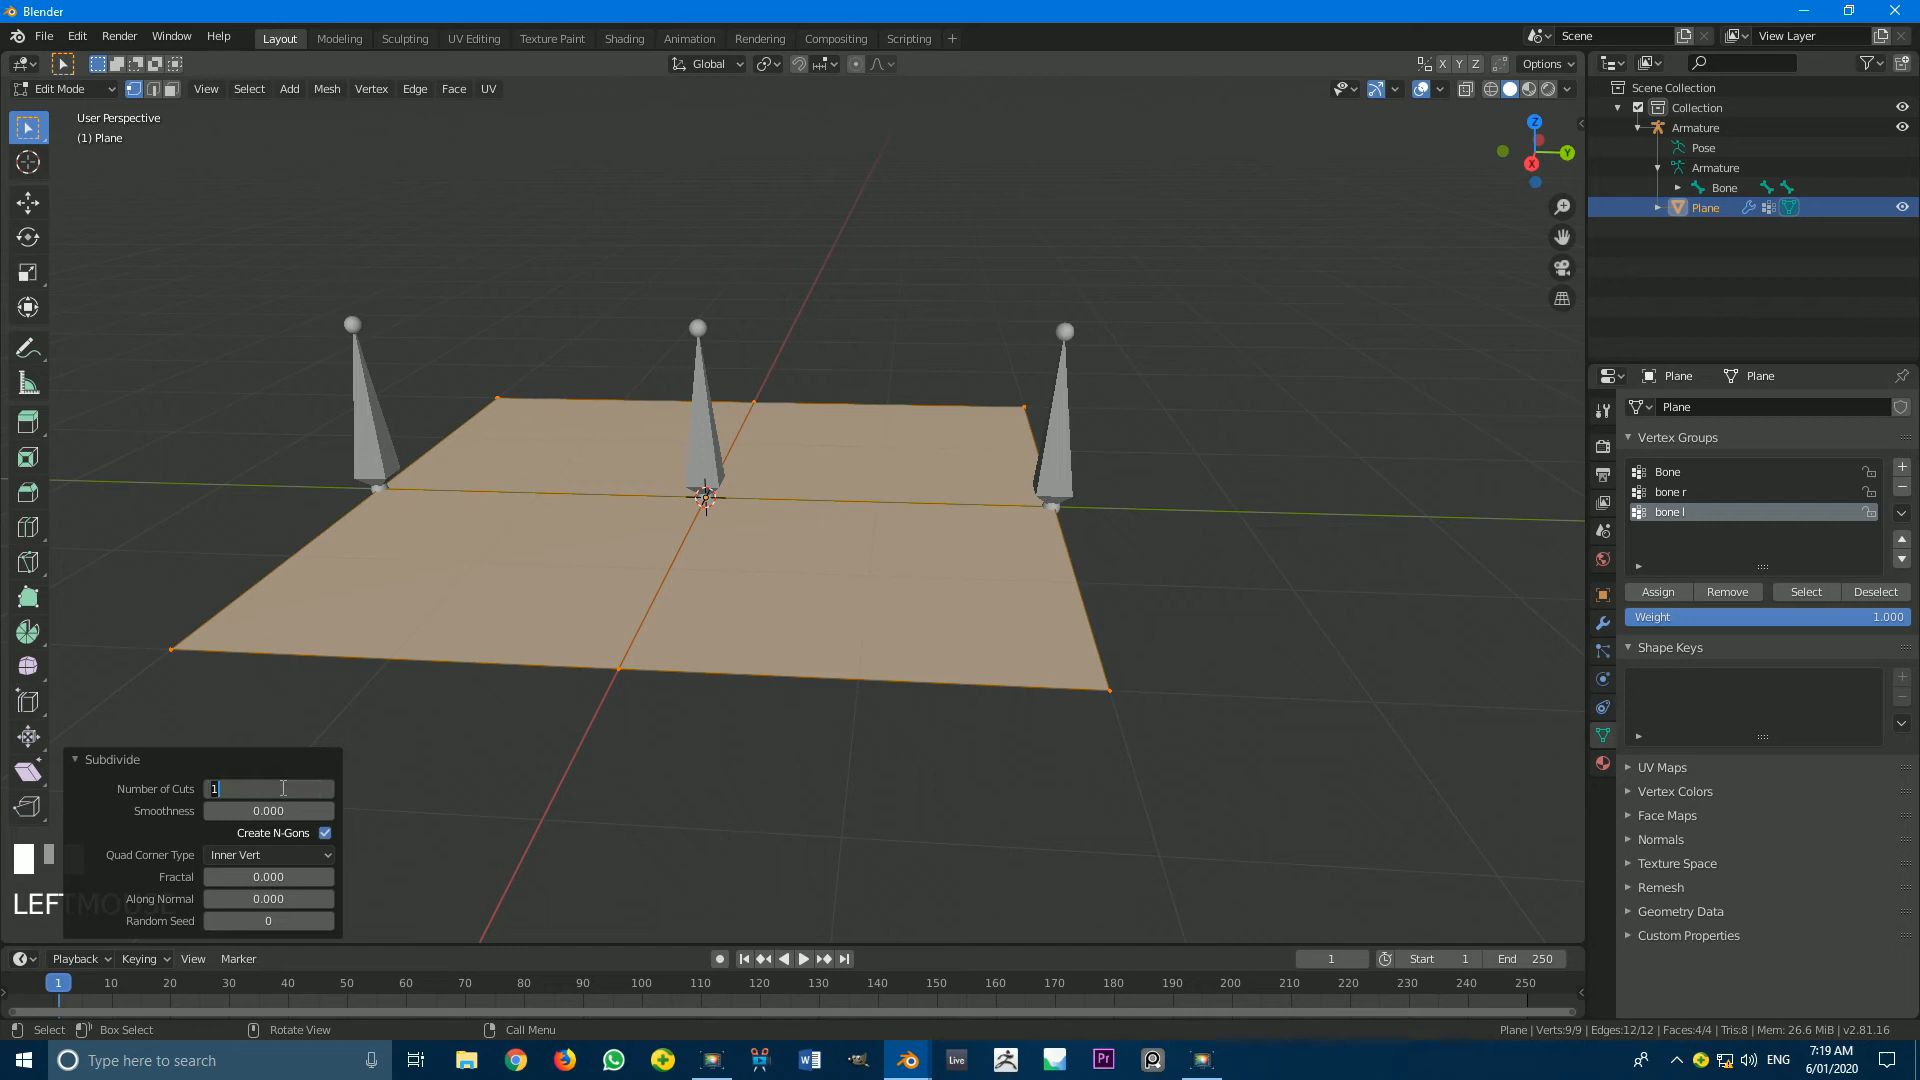 Blender
File Edit Render Window Help Layout Modeling Sculpting UV Editing Texture Paint Shading Animation Rendering Compositing Scripting + Scene View Layer
Global X Y Z Options
Edit Mode View Select Add Mesh Vertex Edge Face UV
User Perspective
(1) Plane
Z
Y
X
Scene Collection
Collection
Armature
Pose
Armature
Bone
Plane
Plane Plane
Plane
Vertex Groups
Bone
bone r
bone l
Assign Remove Select Deselect
Weight 1.000
Shape Keys
UV Maps
Vertex Colors
Face Maps
Normals
Texture Space
Remesh
Geometry Data
Custom Properties
Subdivide
Number of Cuts 1
Smoothness 0.000
Create N-Gons
Quad Corner Type Inner Vert
Fractal 0.000
Along Normal 0.000
Random Seed 0
LEFTMOUSE
Playback Keying View Marker 1 Start 1 End 250
1 10 20 30 40 50 60 70 80 90 100 110 120 130 140 150 160 170 180 190 200 210 220 230 240 250
Select Box Select Rotate View Call Menu Plane | Verts:9/9 | Edges:12/12 | Faces:4/4 | Tris:8 | Mem: 26.6 MiB | v2.81.16
Type here to search Live Pr ENG 7:19 AM
6/01/2020